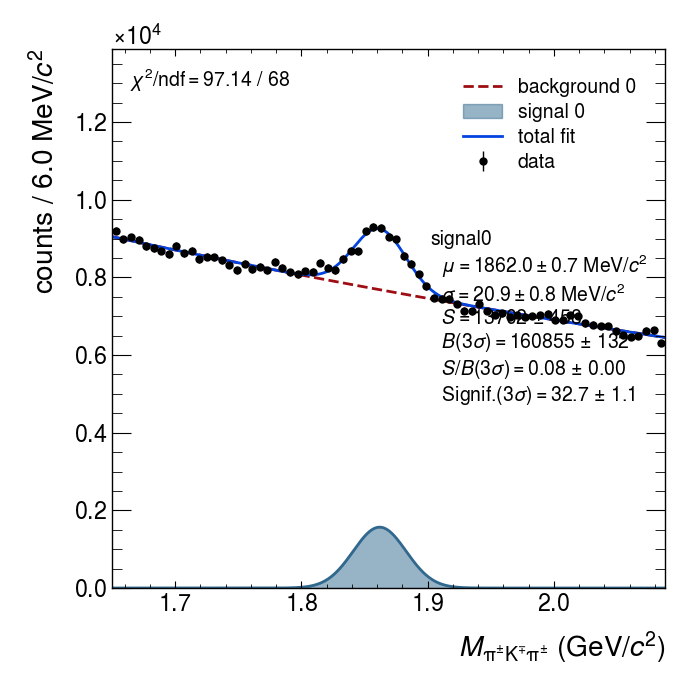 ×10⁴
counts / 6.0 MeV/c²
χ²/ndf = 97.14 / 68
background 0
signal 0
total fit
data
signal0
μ = 1862.0 ± 0.7 MeV/c²
σ = 20.9 ± 0.8 MeV/c²
S =
B(3σ) = 160855 ± 132
S/B(3σ) = 0.08 ± 0.00
Signif.(3σ) = 32.7 ± 1.1
1.2
1.0
0.8
0.6
0.4
0.2
0.0
1.7 1.8 1.9 2.0
M_π±K∓π± (GeV/c²)